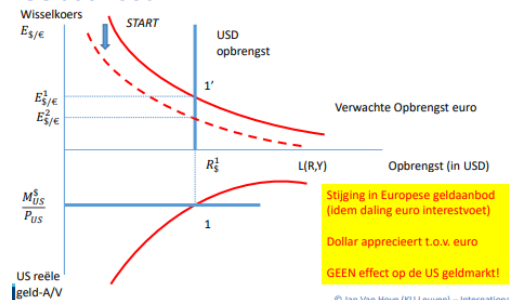 Wisselkoers
E$/€
START
USD
opbrengst
1'
E¹$/€
E²$/€
Verwachte Opbrengst euro
R¹$
L(R,Y)
Opbrengst (in USD)
M$US
PUS
1
Stijging in Europese geldaanbod
(idem daling euro interestvoet)
Dollar apprecieert t.o.v. euro
GEEN effect op de US geldmarkt!
US reële
geld-A/V
© Jan Van Hove (KU Leuven) – Internation